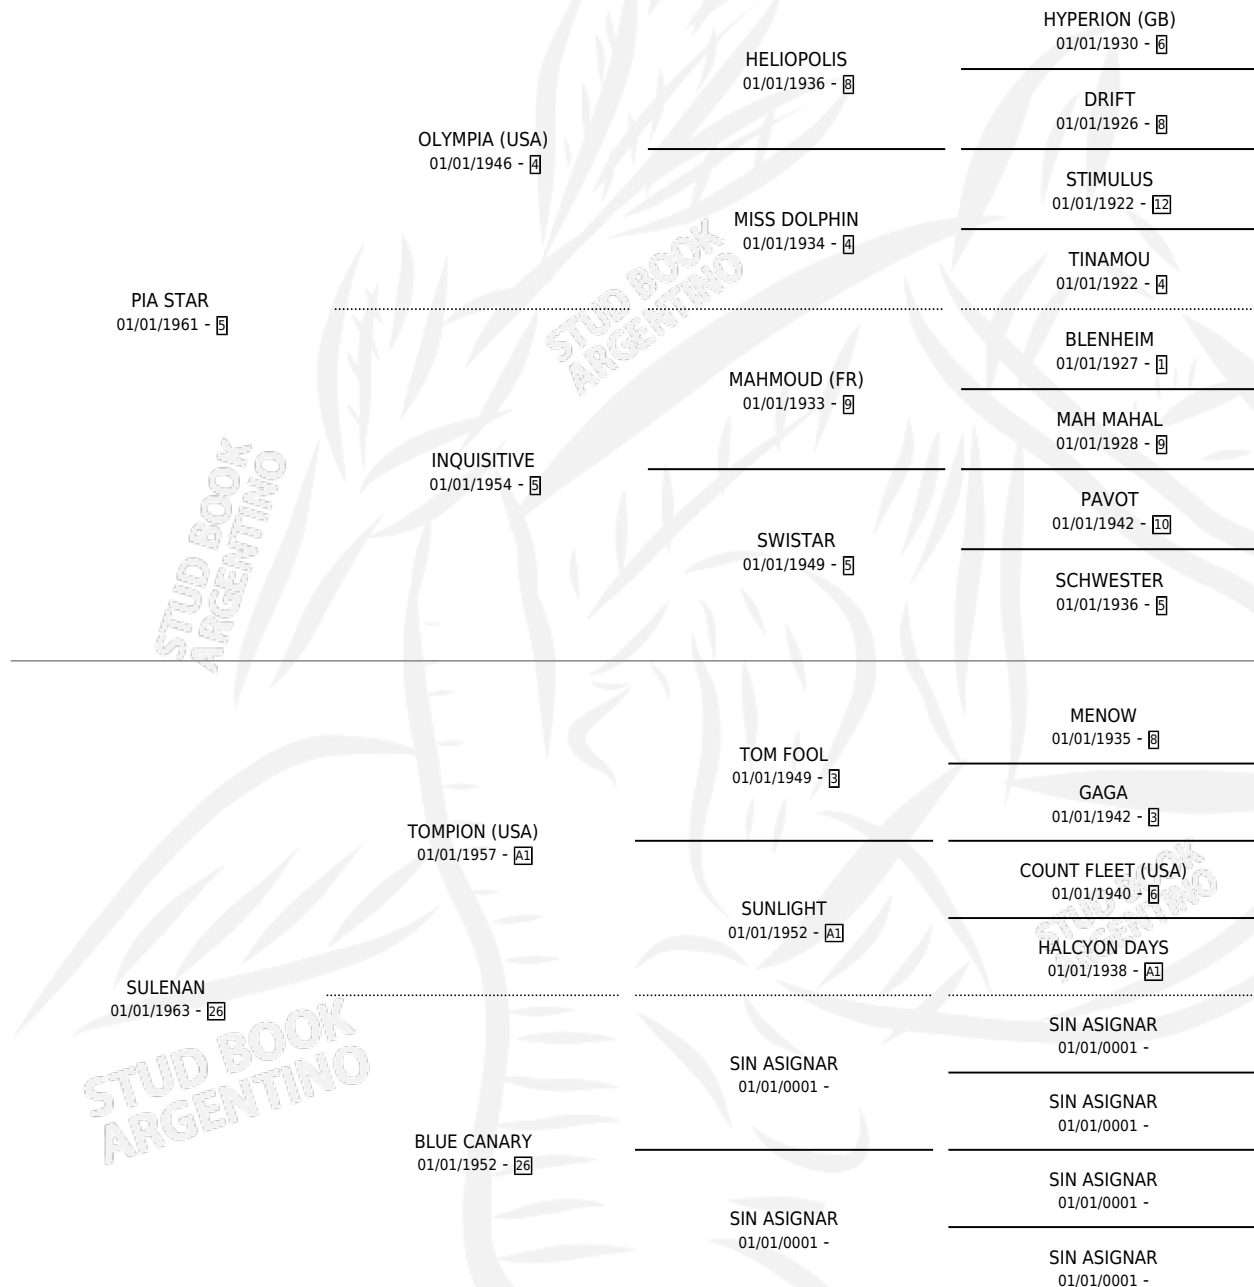 HYPERION (GB)
01/01/1930 - 6
HELIOPOLIS
01/01/1936 - 8
DRIFT
01/01/1926 - 8
OLYMPIA (USA)
01/01/1946 - 4
STIMULUS
01/01/1922 - 12
MISS DOLPHIN
01/01/1934 - 4
TINAMOU
01/01/1922 - 4
PIA STAR
01/01/1961 - 5
BLENHEIM
01/01/1927 - 1
MAHMOUD (FR)
01/01/1933 - 9
MAH MAHAL
01/01/1928 - 9
INQUISITIVE
01/01/1954 - 5
PAVOT
01/01/1942 - 10
SWISTAR
01/01/1949 - 5
SCHWESTER
01/01/1936 - 5
MENOW
01/01/1935 - 8
TOM FOOL
01/01/1949 - 3
GAGA
01/01/1942 - 3
TOMPION (USA)
01/01/1957 - A1
COUNT FLEET (USA)
01/01/1940 - 6
SUNLIGHT
01/01/1952 - A1
HALCYON DAYS
01/01/1938 - A1
SULENAN
01/01/1963 - 26
SIN ASIGNAR
01/01/0001 -
SIN ASIGNAR
01/01/0001 -
SIN ASIGNAR
01/01/0001 -
BLUE CANARY
01/01/1952 - 26
SIN ASIGNAR
01/01/0001 -
SIN ASIGNAR
01/01/0001 -
SIN ASIGNAR
01/01/0001 -
STUD BOOK
ARGENTINO
STUD BOOK
ARGENTINO
STUD BOOK
ARGENTINO
STUD BOOK
ARGENTINO